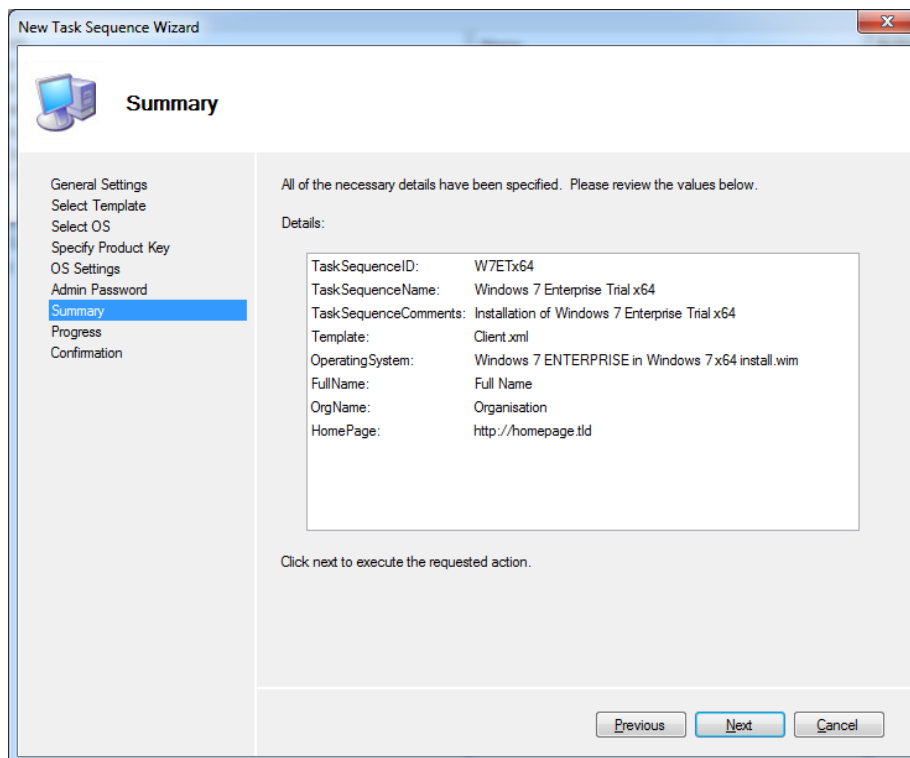 New Task Sequence Wizard
Summary
General Settings
Select Template
Select OS
Specify Product Key
OS Settings
Admin Password
Summary
Progress
Confirmation
All of the necessary details have been specified.  Please review the values below.
Details:
TaskSequenceID: W7ETx64
TaskSequenceName: Windows 7 Enterprise Trial x64
TaskSequenceComments: Installation of Windows 7 Enterprise Trial x64
Template: Client.xml
OperatingSystem: Windows 7 ENTERPRISE in Windows 7 x64 install.wim
FullName: Full Name
OrgName: Organisation
HomePage: http://homepage.tld
Click next to execute the requested action.
Previous Next Cancel